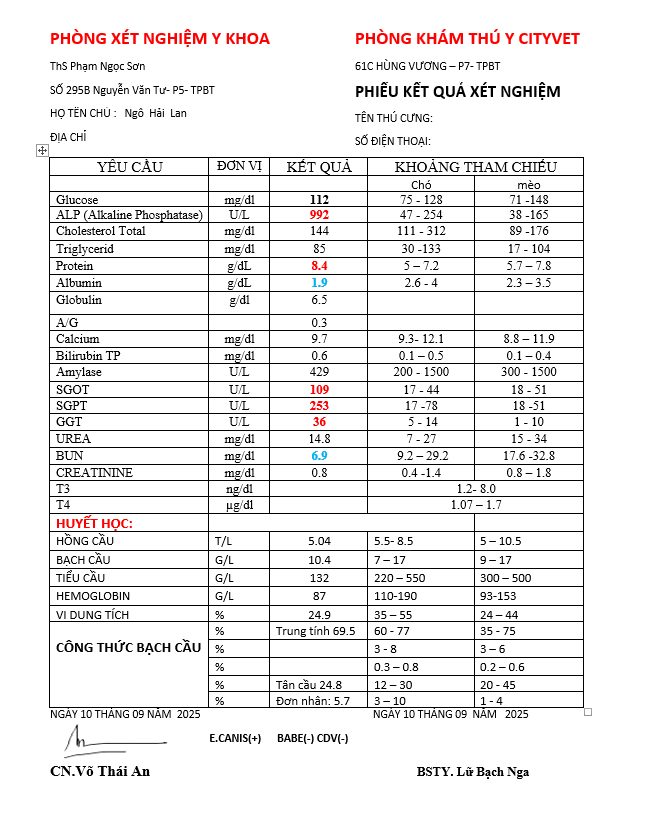 PHÒNG XÉT NGHIỆM Y KHOA PHÒNG KHÁM THÚ Y CITYVET
ThS Phạm Ngọc Sơn 61C HÙNG VƯƠNG – P7- TPBT
SỐ 295B Nguyễn Văn Tư- P5- TPBT PHIẾU KẾT QUẢ XÉT NGHIỆM
HỌ TÊN CHỦ : Ngô Hải Lan TÊN THÚ CƯNG:
ĐỊA CHỈ SỐ ĐIỆN THOẠI:
YÊU CẦU ĐƠN VỊ KẾT QUẢ KHOẢNG THAM CHIẾU
Chó mèo
Glucose mg/dl 112 75 - 128 71 -148
ALP (Alkaline Phosphatase) U/L 992 47 - 254 38 -165
Cholesterol Total mg/dl 144 111 - 312 89 -176
Triglycerid mg/dl 85 30 -133 17 - 104
Protein g/dL 8.4 5 – 7.2 5.7 – 7.8
Albumin g/dL 1.9 2.6 - 4 2.3 – 3.5
Globulin g/dl 6.5
A/G 0.3
Calcium mg/dl 9.7 9.3- 12.1 8.8 – 11.9
Bilirubin TP mg/dl 0.6 0.1 – 0.5 0.1 – 0.4
Amylase U/L 429 200 - 1500 300 - 1500
SGOT U/L 109 17 - 44 18 - 51
SGPT U/L 253 17 -78 18 -51
GGT U/L 36 5 - 14 1 - 10
UREA mg/dl 14.8 7 - 27 15 - 34
BUN mg/dl 6.9 9.2 – 29.2 17.6 -32.8
CREATININE mg/dl 0.8 0.4 -1.4 0.8 – 1.8
T3 ng/dl 1.2- 8.0
T4 µg/dl 1.07 – 1.7
HUYẾT HỌC:
HỒNG CẦU T/L 5.04 5.5- 8.5 5 – 10.5
BẠCH CẦU G/L 10.4 7 – 17 9 – 17
TIỂU CẦU G/L 132 220 – 550 300 – 500
HEMOGLOBIN G/L 87 110-190 93-153
VI DUNG TÍCH % 24.9 35 – 55 24 – 44
CÔNG THỨC BẠCH CẦU % Trung tính 69.5 60 - 77 35 - 75
% 3 - 8 3 – 6
% 0.3 – 0.8 0.2 – 0.6
% Tân cầu 24.8 12 – 30 20 - 45
% Đơn nhân: 5.7 3 – 10 1 - 4
NGÀY 10 THÁNG 09 NĂM 2025 NGÀY 10 THÁNG 09 NĂM 2025
E.CANIS(+) BABE(-) CDV(-)
CN.Võ Thái An BSTY. Lữ Bạch Nga